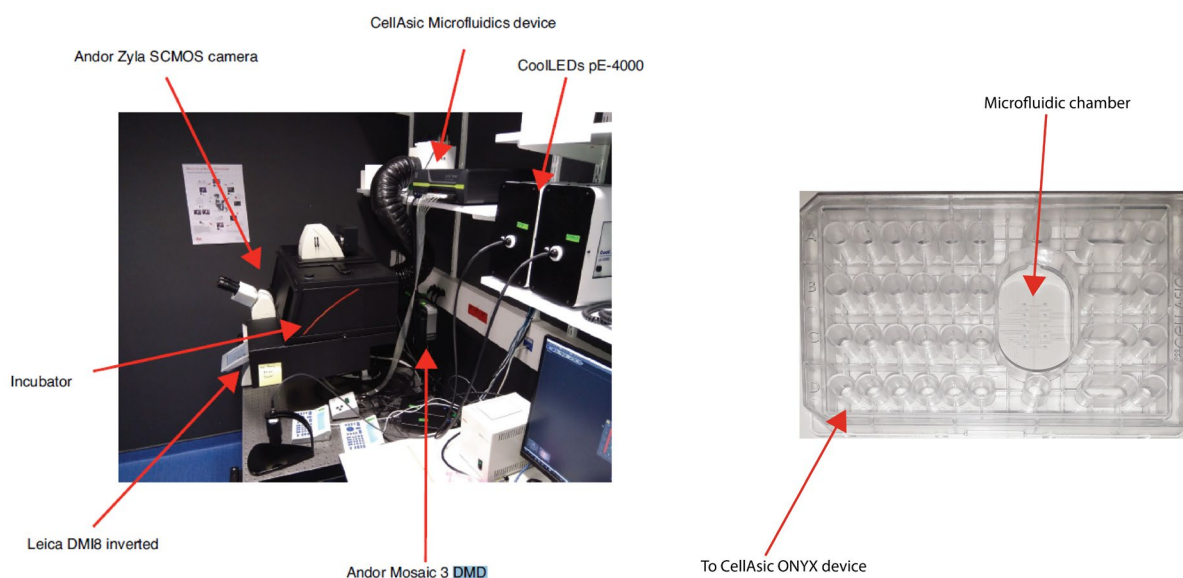 CellAsic Microfluidics device
Andor Zyla SCMOS camera
CoolLEDs pE-4000
Microfluidic chamber
Incubator
Leica DMI8 inverted
Andor Mosaic 3 DMD
To CellAsic ONYX device
A
B
C
D
CELLASIC